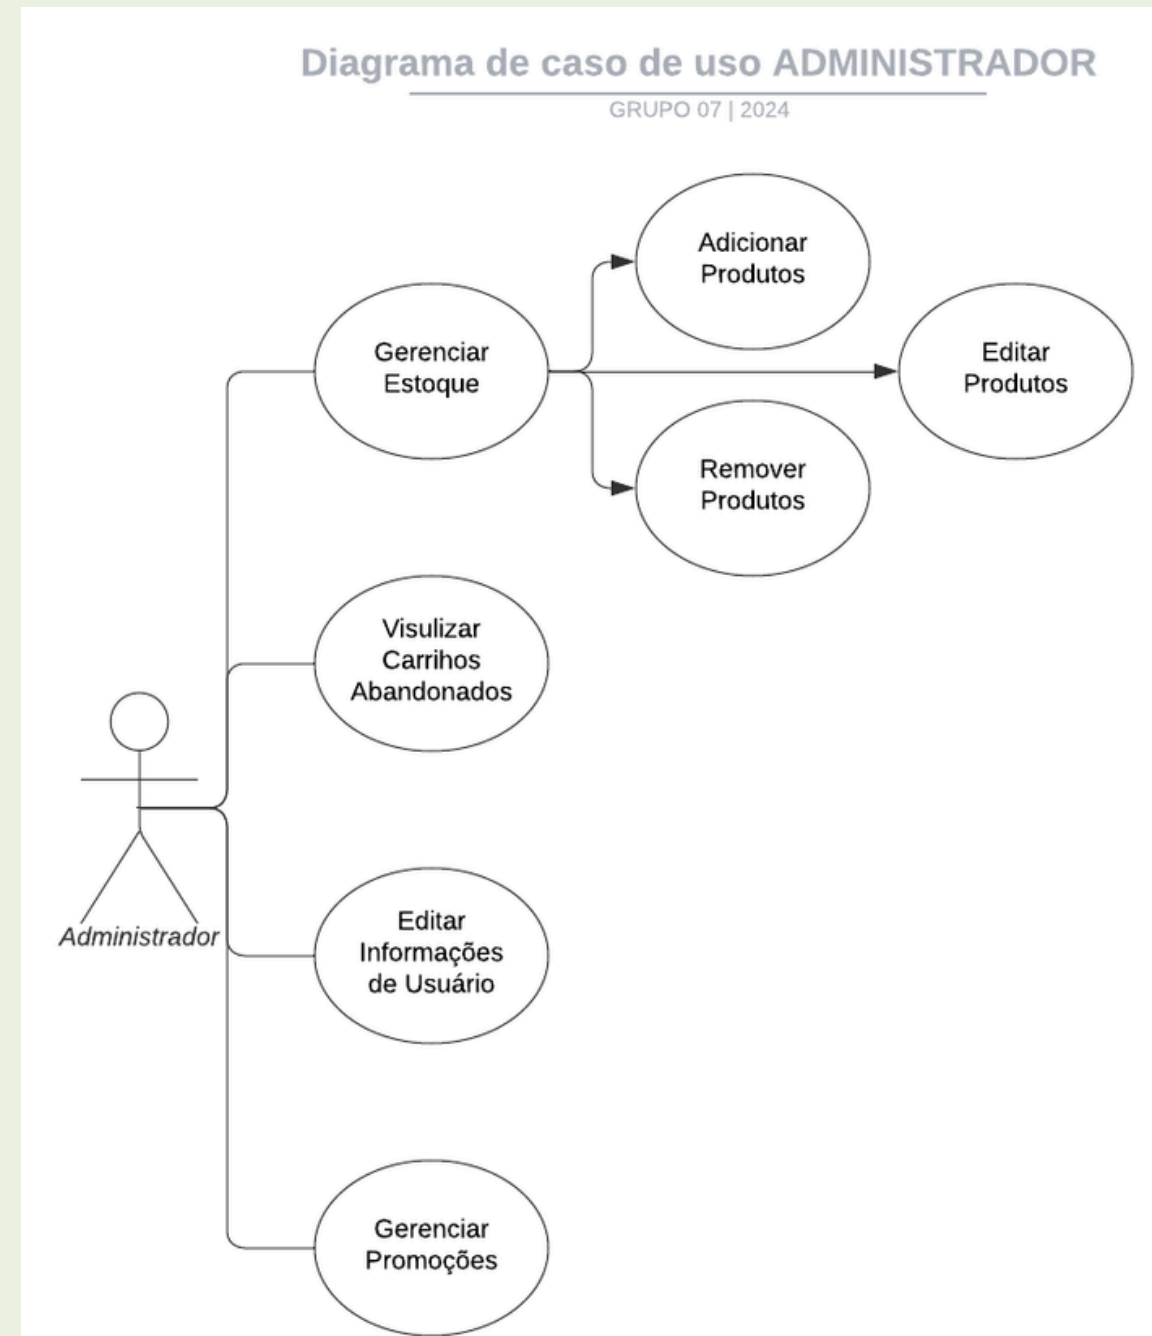 Diagrama de caso de uso ADMINISTRADOR
GRUPO 07 | 2024
Adicionar
Produtos
Gerenciar
Estoque
Editar
Produtos
Remover
Produtos
Visulizar
Carrihos
Abandonados
Administrador
Editar
Informações
de Usuário
Gerenciar
Promoções